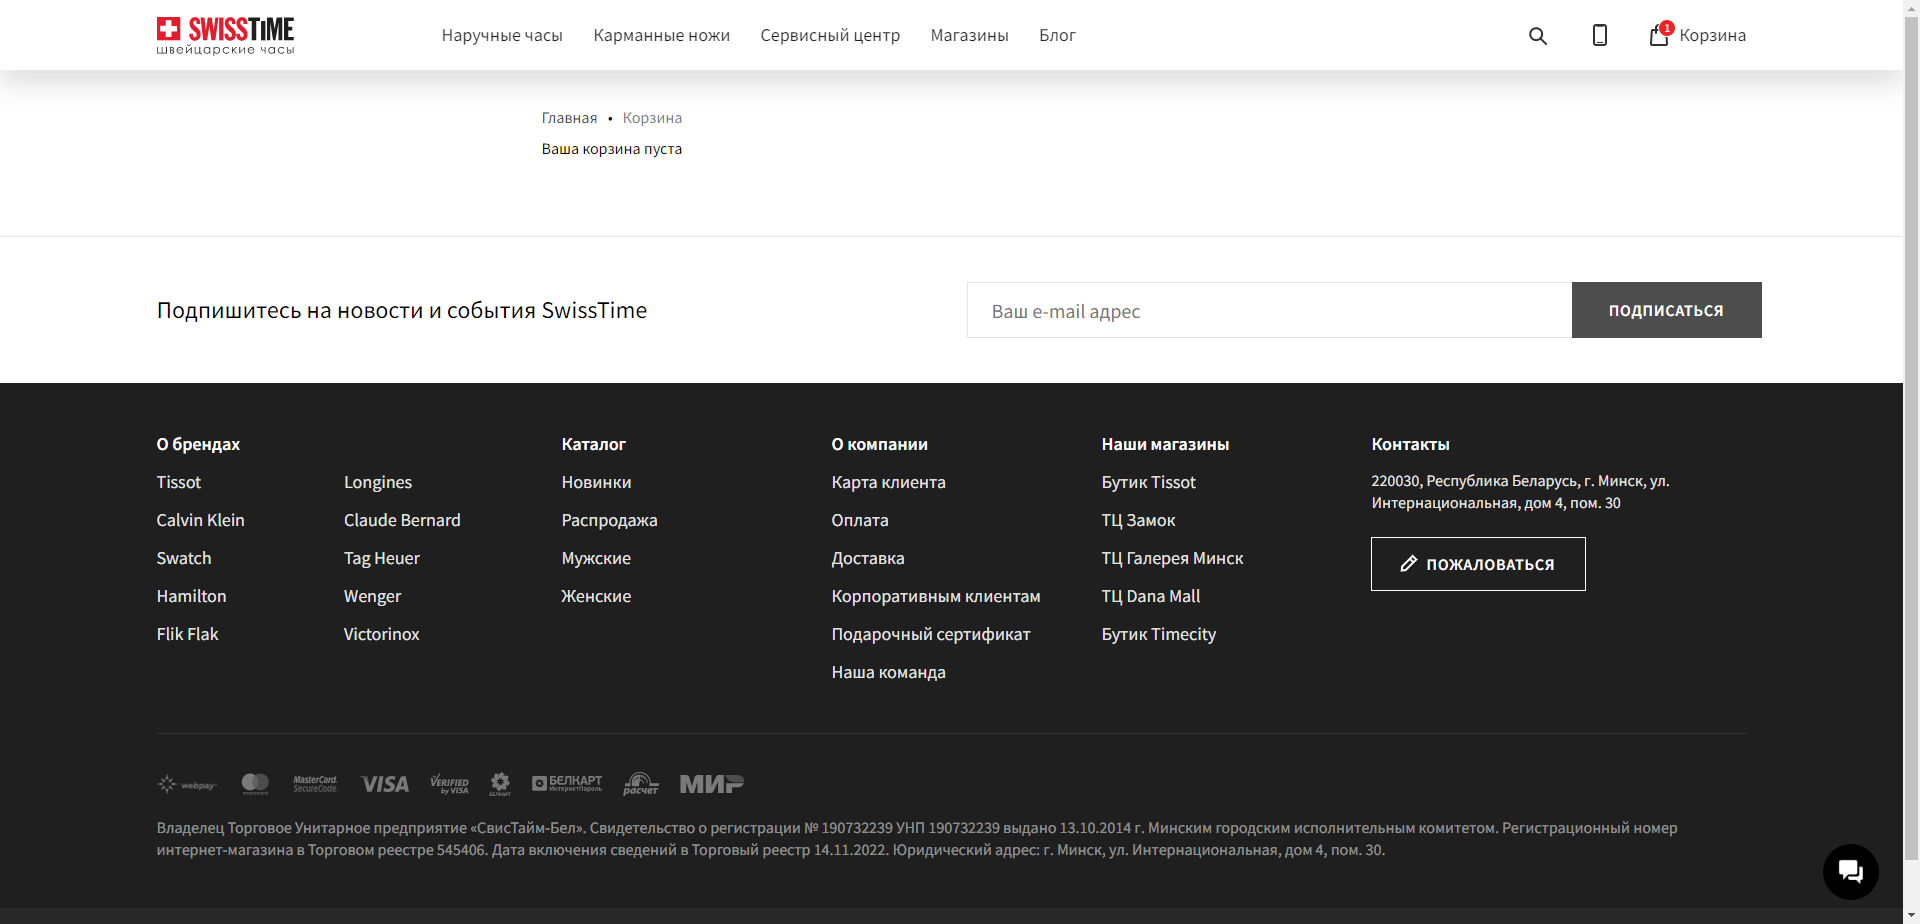 SWISSTIME
швейцарские часы
Наручные часы
Карманные ножи
Сервисный центр
Магазины
Блог
1
Корзина
Главная • Корзина
Ваша корзина пуста
Подпишитесь на новости и события SwissTime
Ваш e-mail адрес
ПОДПИСАТЬСЯ
О брендах
Tissot
Calvin Klein
Swatch
Hamilton
Flik Flak
Longines
Claude Bernard
Tag Heuer
Wenger
Victorinox
Каталог
Новинки
Распродажа
Мужские
Женские
О компании
Карта клиента
Оплата
Доставка
Корпоративным клиентам
Подарочный сертификат
Наша команда
Наши магазины
Бутик Tissot
ТЦ Замок
ТЦ Галерея Минск
ТЦ Dana Mall
Бутик Timecity
Контакты
220030, Республика Беларусь, г. Минск, ул.
Интернациональная, дом 4, пом. 30
ПОЖАЛОВАТЬСЯ
webpay
mastercard
MasterCard.
SecureCode.
VISA
VERIFIED
by VISA
БЕЛКАРТ
БЕЛКАРТ
ИнтернетПароль
расчет
МИР
Владелец Торговое Унитарное предприятие «СвисТайм-Бел». Свидетельство о регистрации № 190732239 УНП 190732239 выдано 13.10.2014 г. Минским городским исполнительным комитетом. Регистрационный номер
интернет-магазина в Торговом реестре 545406. Дата включения сведений в Торговый реестр 14.11.2022. Юридический адрес: г. Минск, ул. Интернациональная, дом 4, пом. 30.